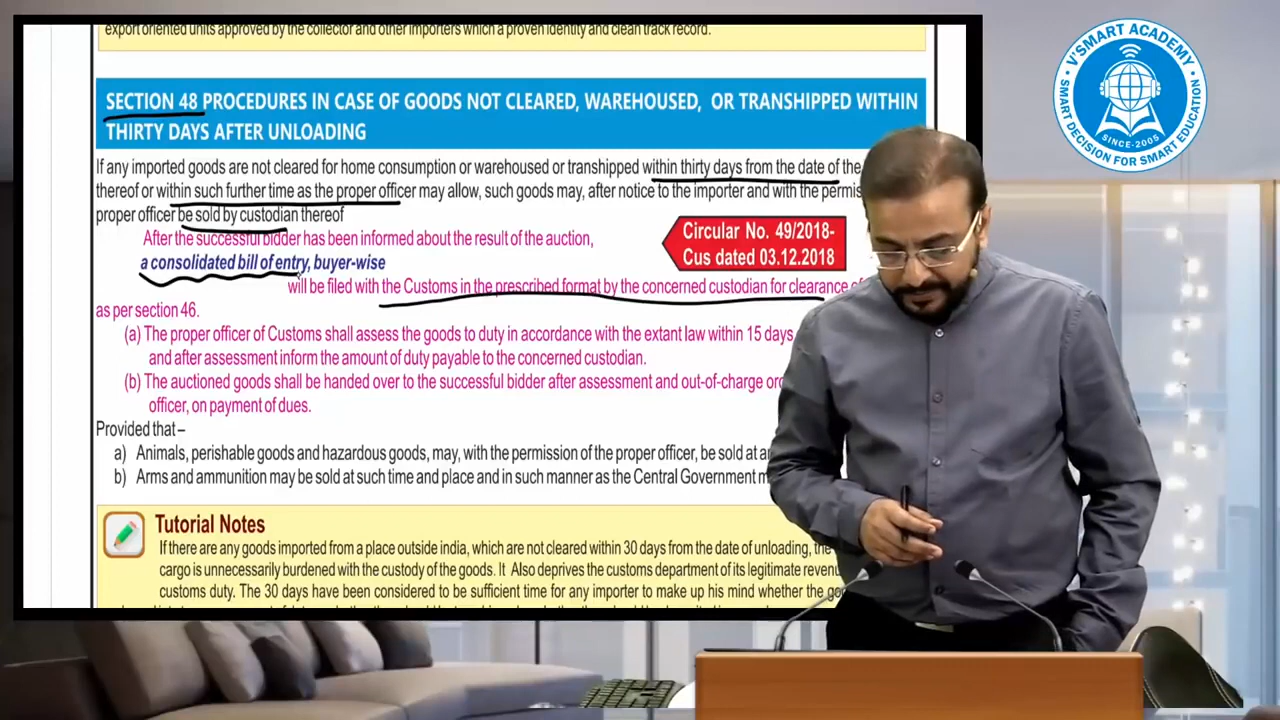 export oriented units approved by the collector and other importers which a proven identity and clean track record.
SECTION 48 PROCEDURES IN CASE OF GOODS NOT CLEARED, WAREHOUSED, OR TRANSHIPPED WITHIN
THIRTY DAYS AFTER UNLOADING
If any imported goods are not cleared for home consumption or warehoused or transhipped within thirty days from the date of the
thereof or within such further time as the proper officer may allow, such goods may, after notice to the importer and with the permis
proper officer be sold by custodian thereof
After the successful bidder has been informed about the result of the auction,
a consolidated bill of entry, buyer-wise
will be filed with the Customs in the prescribed format by the concerned custodian for clearance of
as per section 46.
Circular No. 49/2018-
Cus dated 03.12.2018
(a) The proper officer of Customs shall assess the goods to duty in accordance with the extant law within 15 days
and after assessment inform the amount of duty payable to the concerned custodian.
(b) The auctioned goods shall be handed over to the successful bidder after assessment and out-of-charge
officer, on payment of dues.
Provided that –
a) Animals, perishable goods and hazardous goods, may, with the permission of the proper officer, be sold at
b) Arms and ammunition may be sold at such time and place and in such manner as the Central Government
Tutorial Notes
If there are any goods imported from a place outside india, which are not cleared within 30 days from the date of unloading,
cargo is unnecessarily burdened with the custody of the goods. It Also deprives the customs department of its legitimate
customs duty. The 30 days have been considered to be sufficient time for any importer to make up his mind whether the
V'SMART ACADEMY
SINCE-2005
SMART DECISION FOR SMART EDUCATION